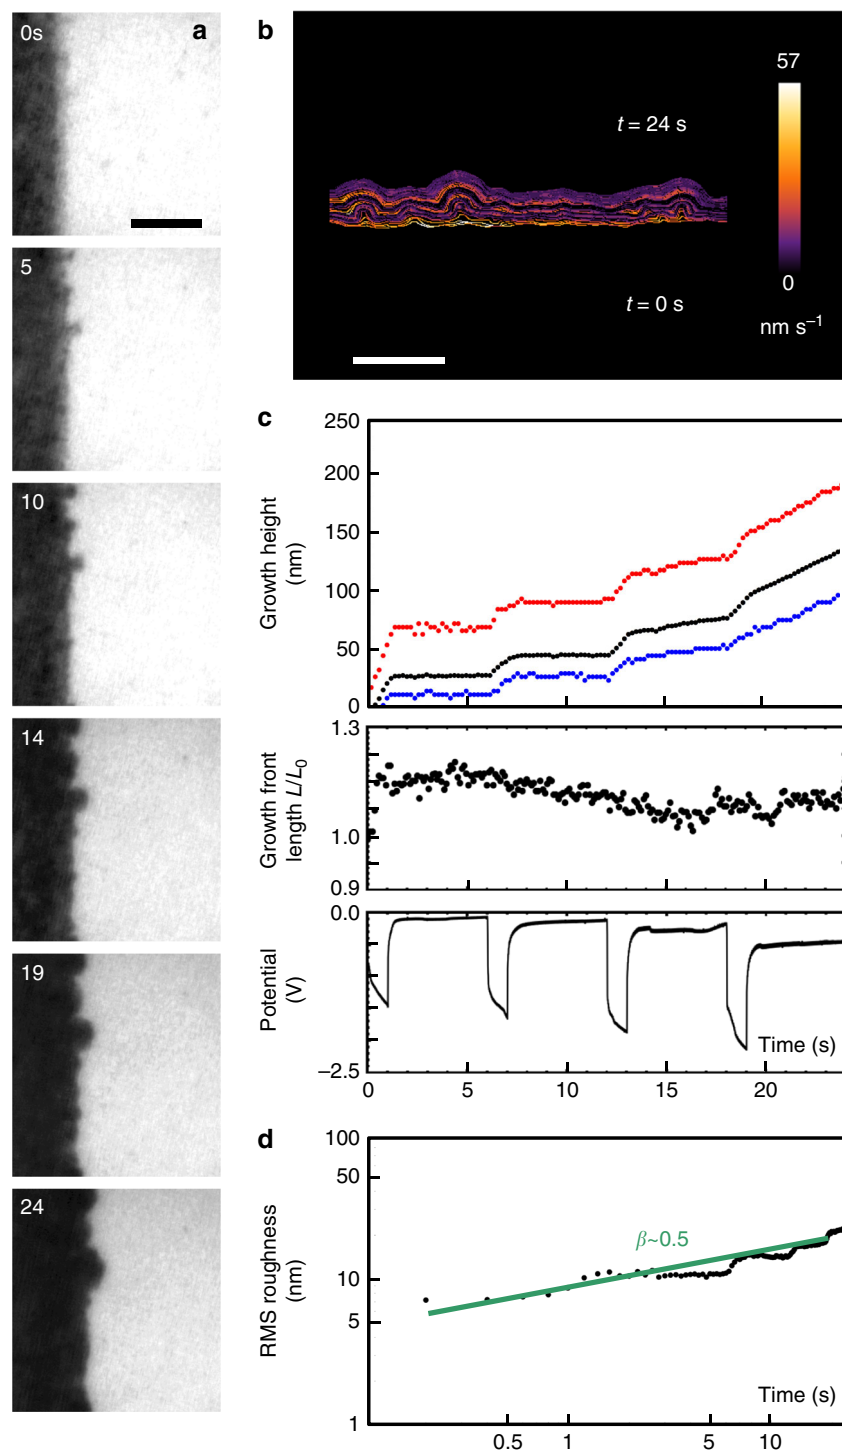 a
0s
5
10
14
19
24
b
57
t = 24 s
t = 0 s
0
nm s⁻¹
c
250
200
150
100
50
0
Growth height
(nm)
1.3
1.0
0.9
Growth front
length L/L₀
0.0
–2.5
Potential
(V)
Time (s)
0 5 10 15 20
d
100
50
10
5
1
RMS roughness
(nm)
β~0.5
Time (s)
0.5 1 5 10